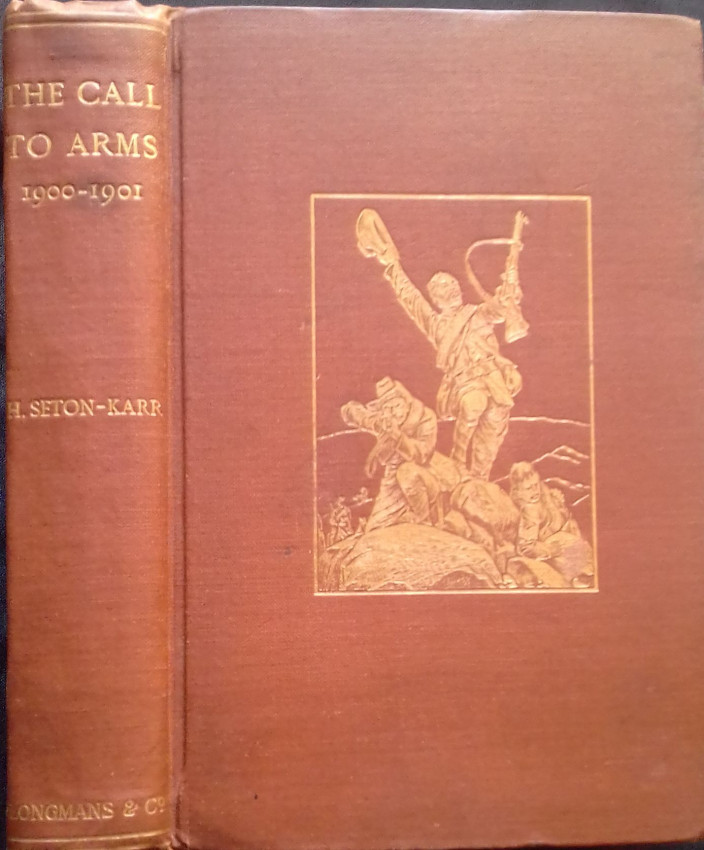 THE CALL
TO ARMS
1900-1901
H. SETON-KARR
LONGMANS & Co.